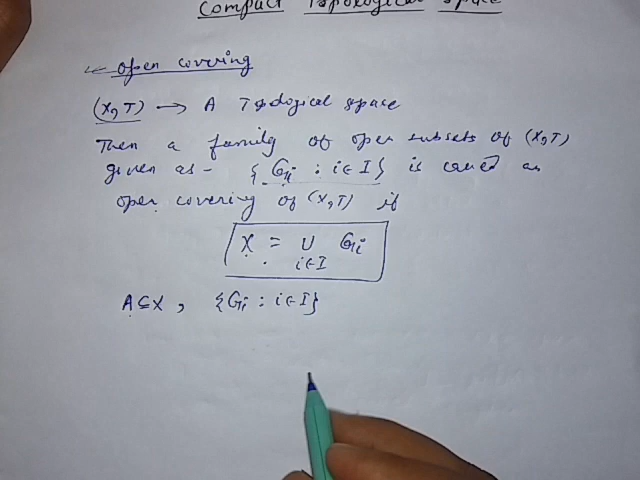 Compact Topological Space
Open covering
(X, T) → A Topological space
Then a family of open subsets of (X, T)
given as - { Gi : i ∈ I } is called an
open covering of (X, T) if
X = ∪ Gi
i ∈ I
A ⊆ X , { Gi : i ∈ I }